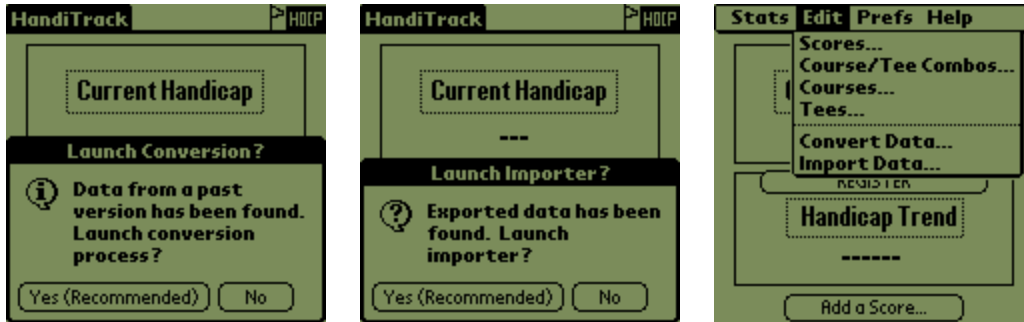 HandiTrack
HDCP
Current Handicap
Launch Conversion?
Data from a past
version has been found.
Launch conversion
process?
Yes (Recommended)
No
HandiTrack
HDCP
Current Handicap
---
Launch Importer?
Exported data has been
found. Launch
importer?
Yes (Recommended)
No
Stats Edit Prefs Help
Scores...
Course/Tee Combos...
Courses...
Tees...
Convert Data...
Import Data...
REGISTER
Handicap Trend
------
Add a Score...